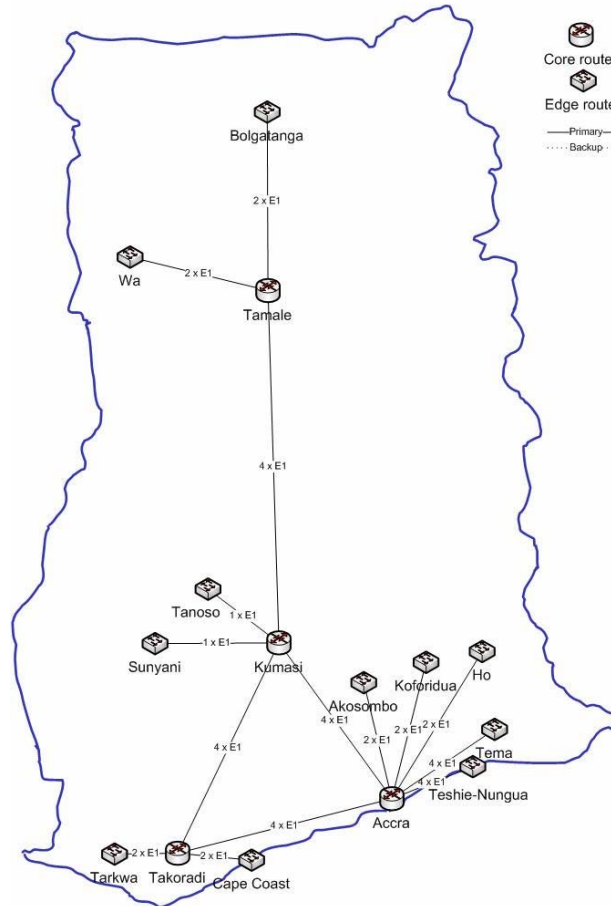 Core route
Edge route
Primary
Backup
Bolgatanga
2 x E1
Wa
2 x E1
Tamale
4 x E1
Tanoso
1 x E1
Sunyani
1 x E1
Kumasi
Akosombo
Koforidua
Ho
4 x E1
4 x E1
2 x E1
2 x E1
2 x E1
Tema
4 x E1
4 x E1
Teshie-Nungua
Accra
4 x E1
Tarkwa
2 x E1
Takoradi
2 x E1
Cape Coast